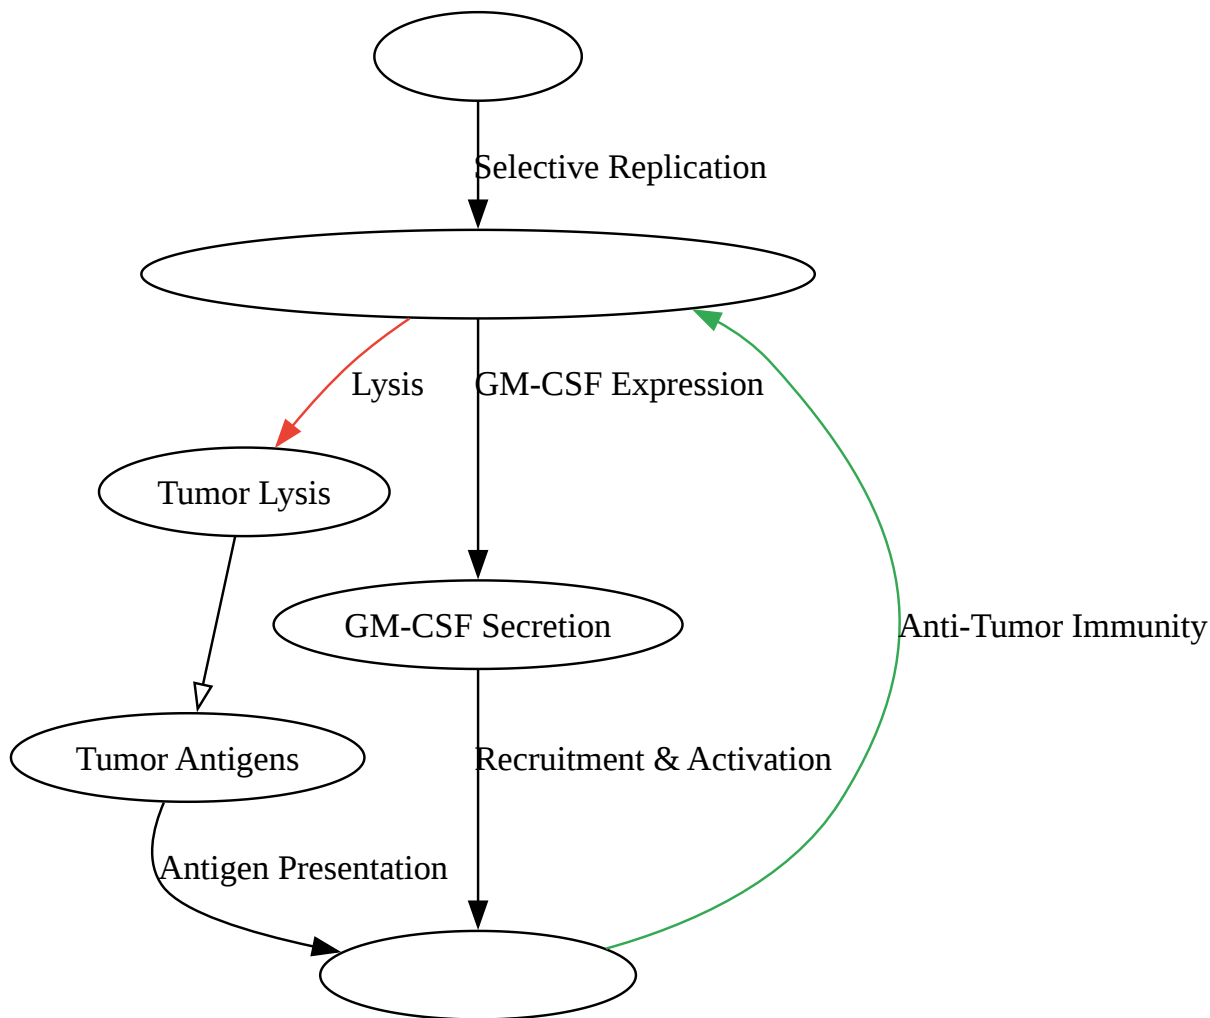 Selective Replication
Lysis
GM-CSF Expression
Tumor Lysis
GM-CSF Secretion
Anti-Tumor Immunity
Tumor Antigens
Recruitment & Activation
Antigen Presentation